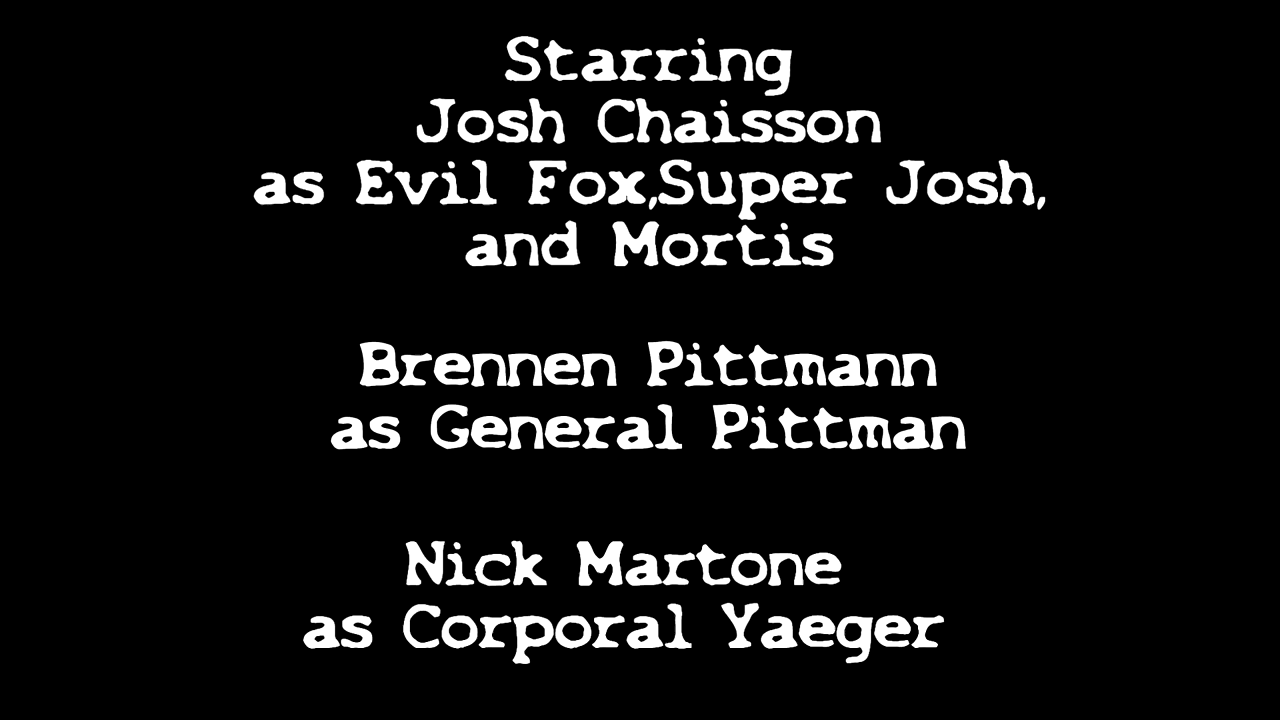 Starring
Josh Chaisson
as Evil Fox,Super Josh,
and Mortis
Brennen Pittmann
as General Pittman
Nick Martone
as Corporal Yaeger